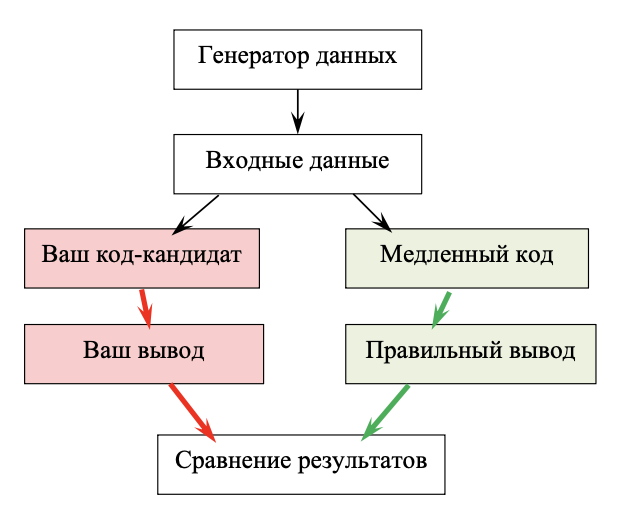 Генератор данных
Входные данные
Ваш код-кандидат
Медленный код
Ваш вывод
Правильный вывод
Сравнение результатов